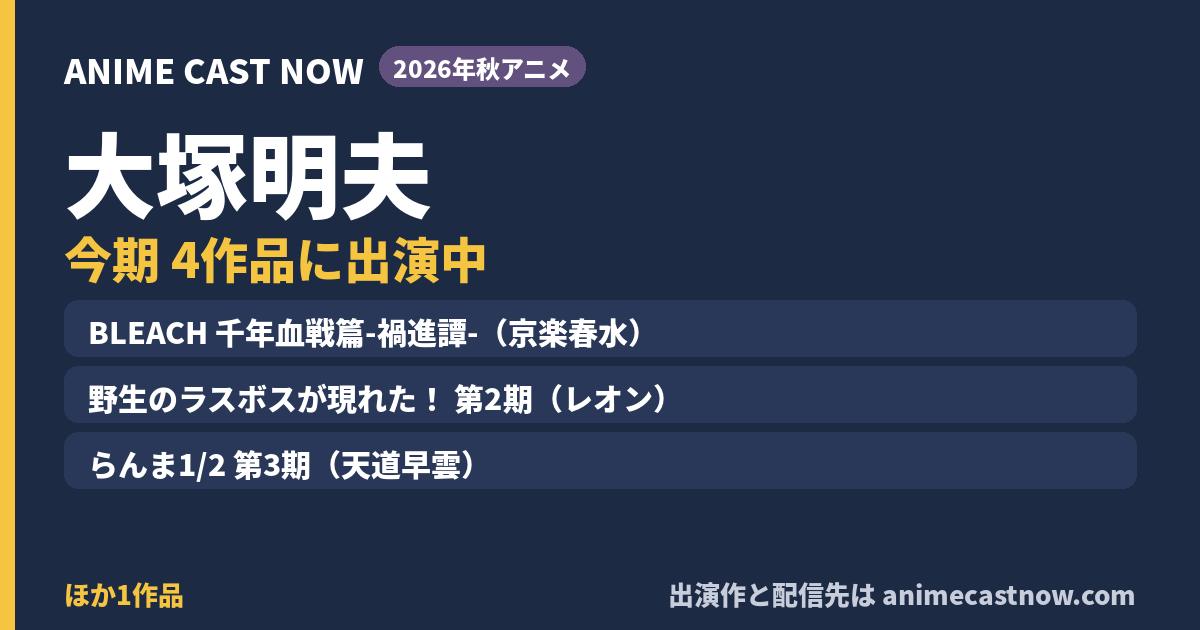 ANIME CAST NOW 2026年秋アニメ
大塚明夫
今期 4作品に出演中
BLEACH 千年血戦篇-禍進譚-（京楽春水）
野生のラスボスが現れた！ 第2期（レオン）
らんま1/2 第3期（天道早雲）
ほか1作品
出演作と配信先は animecastnow.com